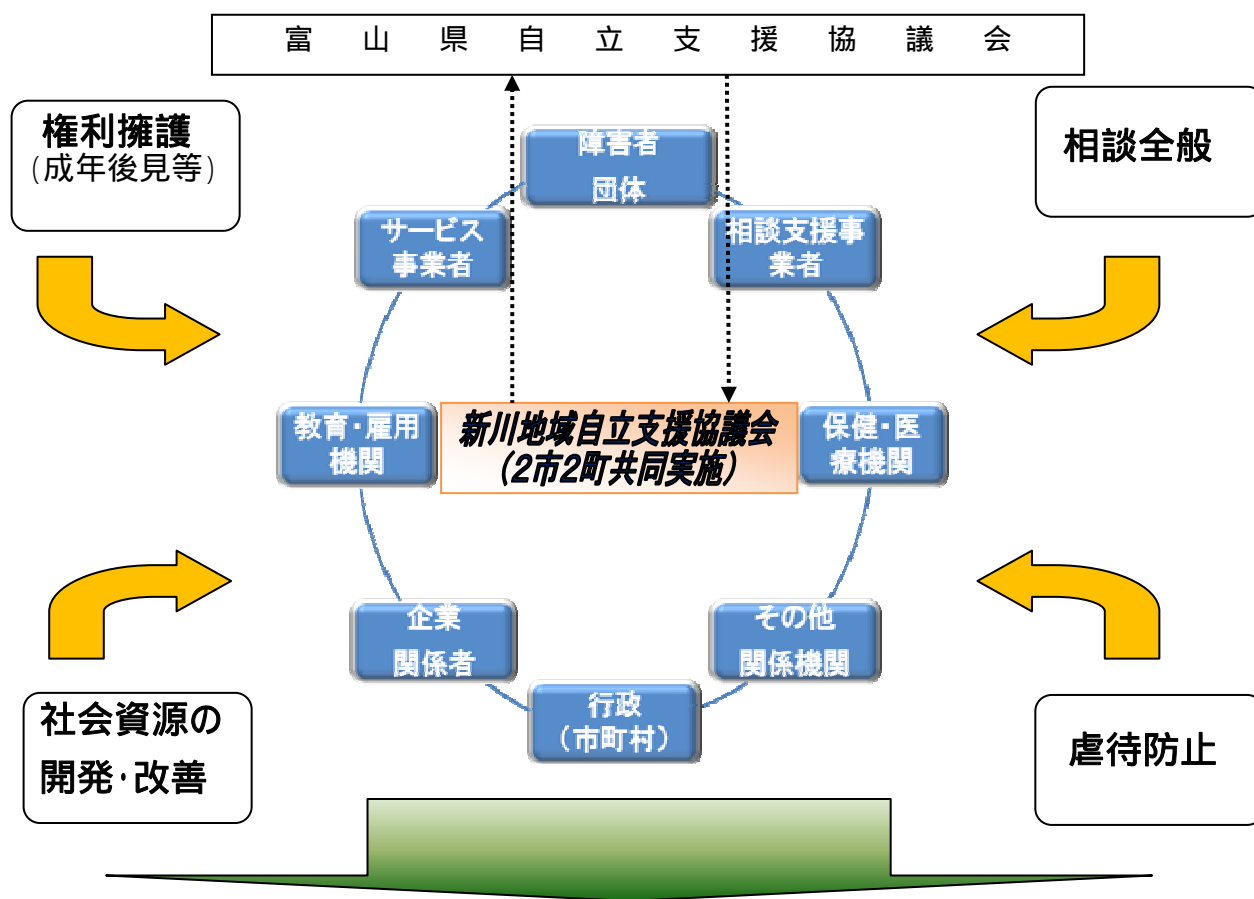 富山県自立支援協議会
権利擁護
(成年後見等)
相談全般
障害者
団体
サービス
事業者
相談支援事
業者
教育・雇用
機関
新川地域自立支援協議会
(2市2町共同実施)
保健・医
療機関
企業
関係者
その他
関係機関
行政
(市町村)
社会資源の
開発・改善
虐待防止